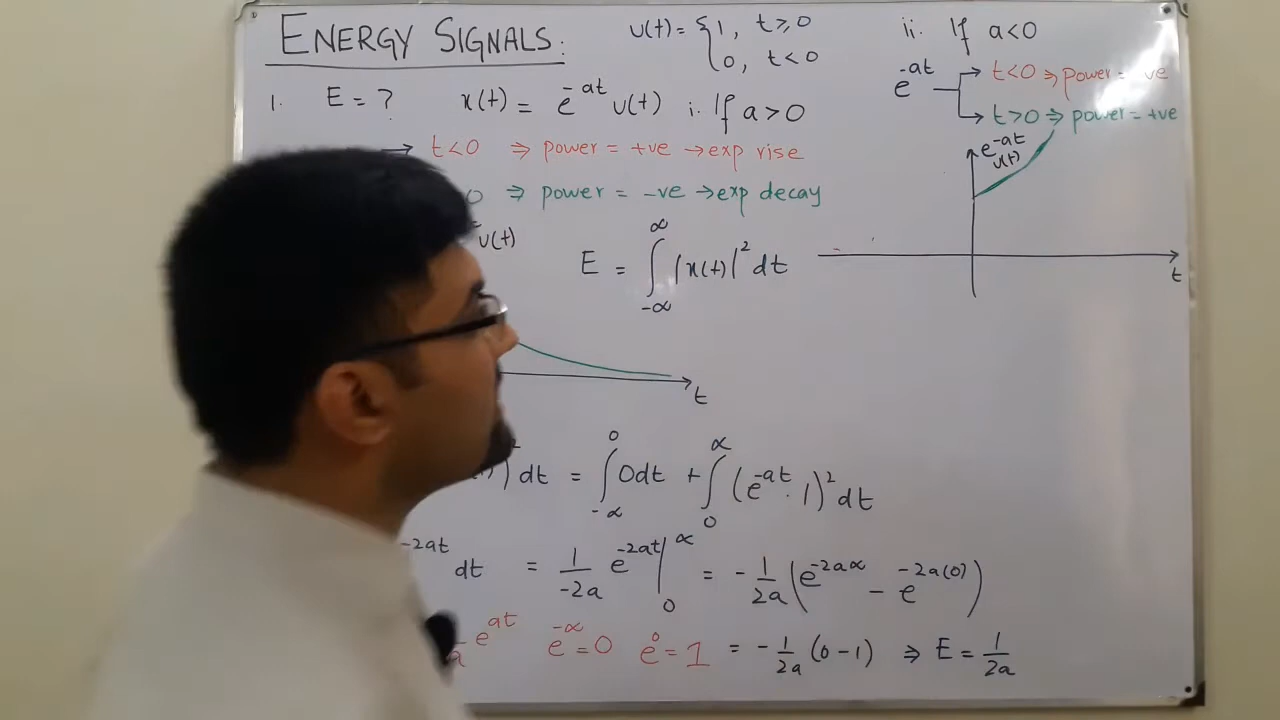 ENERGY SIGNALS:
u(t) = { 1, t ≥ 0
0, t < 0
1. E = ? x(t) = e^-at u(t) i. If a > 0
→ t<0 ⇒ power = +ve → exp rise
0 ⇒ power = -ve → exp decay
u(t)
E = ∫_-∞^∞ |x(t)|² dt
t
)² dt = ∫_-∞^0 0dt + ∫_0^∞ (e^-at . 1)² dt
-2at dt = 1/-2a e^-2at |_0^∞ = - 1/2a (e^-2a∞ - e^-2a(0))
e^at e^-∞ = 0 e^0 = 1 = - 1/2a (0 - 1) ⇒ E = 1/2a
ii. If a<0
e^-at → t<0 ⇒ power = -ve
→ t>0 ⇒ power = +ve
e^-at
u(t)
t